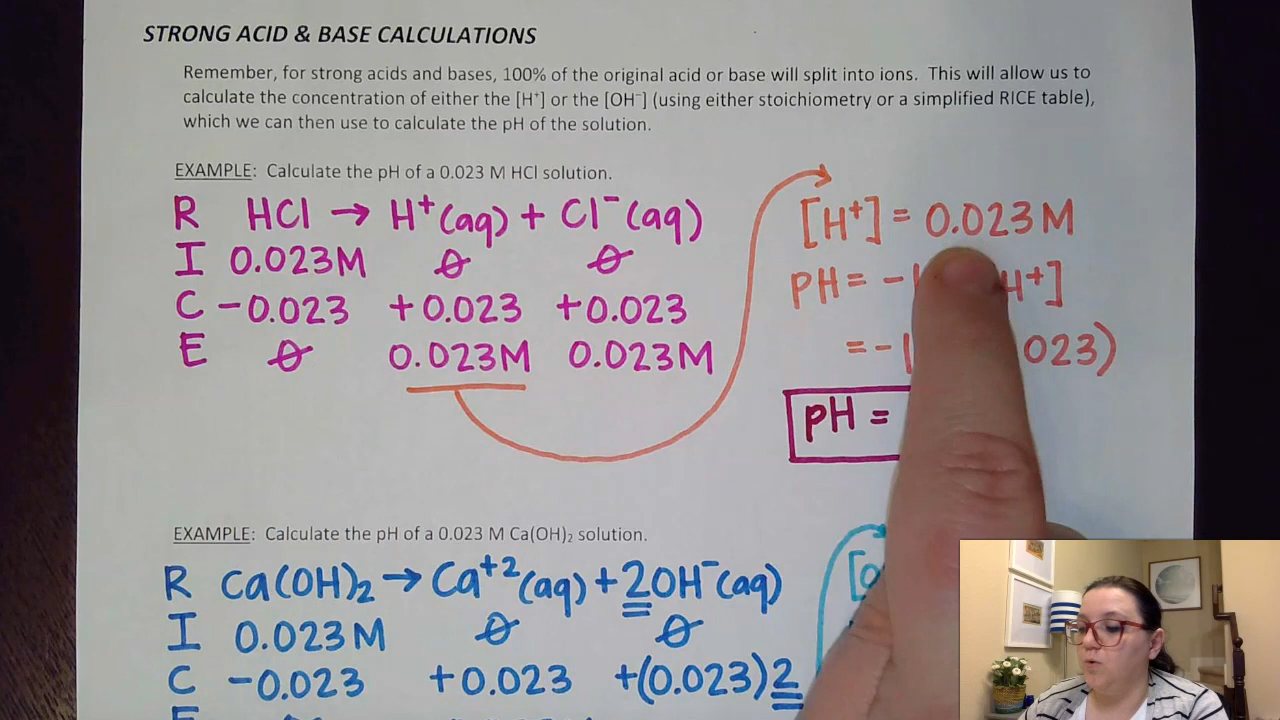 STRONG ACID & BASE CALCULATIONS
Remember, for strong acids and bases, 100% of the original acid or base will split into ions. This will allow us to
calculate the concentration of either the [H⁺] or the [OH⁻] (using either stoichiometry or a simplified RICE table),
which we can then use to calculate the pH of the solution.
EXAMPLE: Calculate the pH of a 0.023 M HCl solution.
R HCl → H⁺(aq) + Cl⁻(aq)
I 0.023M 0 0
C -0.023 +0.023 +0.023
E 0 0.023M 0.023M
[H⁺] = 0.023M
pH = - H⁺]
= - 023)
pH =
EXAMPLE: Calculate the pH of a 0.023 M Ca(OH)₂ solution.
R Ca(OH)₂ → Ca⁺²(aq) + 2OH⁻(aq)
I 0.023M 0 0
C -0.023 +0.023 +(0.023)2